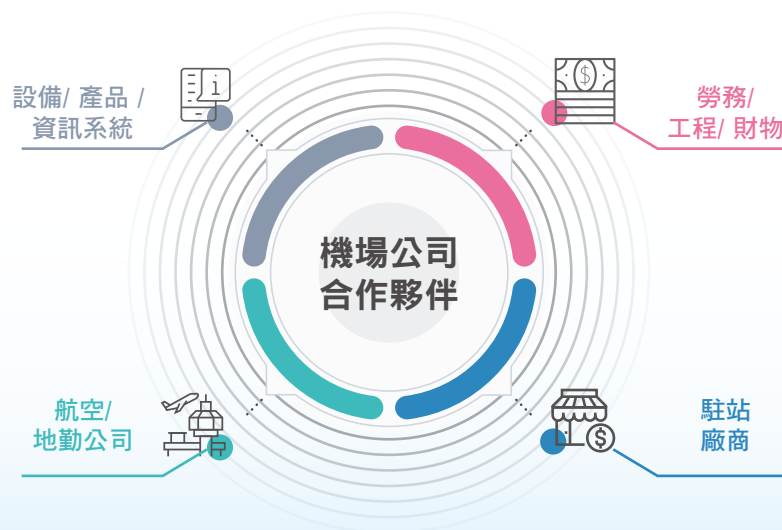 設備/ 產品 /
資訊系統
勞務/
工程/ 財物
機場公司
合作夥伴
航空/
地勤公司
駐站
廠商